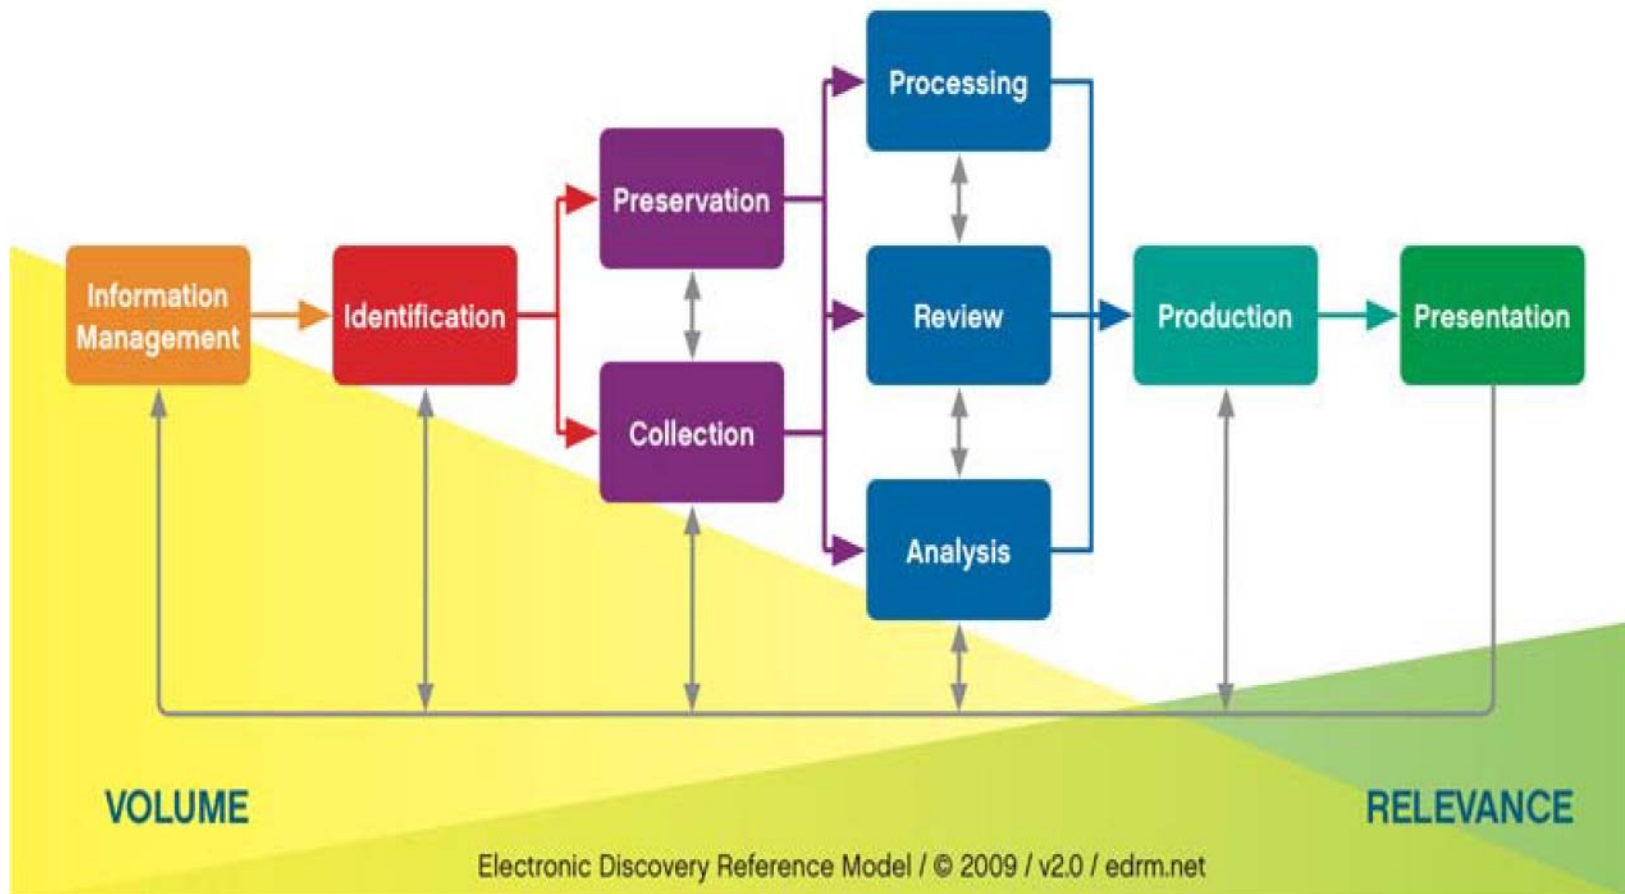 Information
Management
Identification
Preservation
Collection
Processing
Review
Analysis
Production
Presentation
VOLUME
RELEVANCE
Electronic Discovery Reference Model / © 2009 / v2.0 / edrm.net